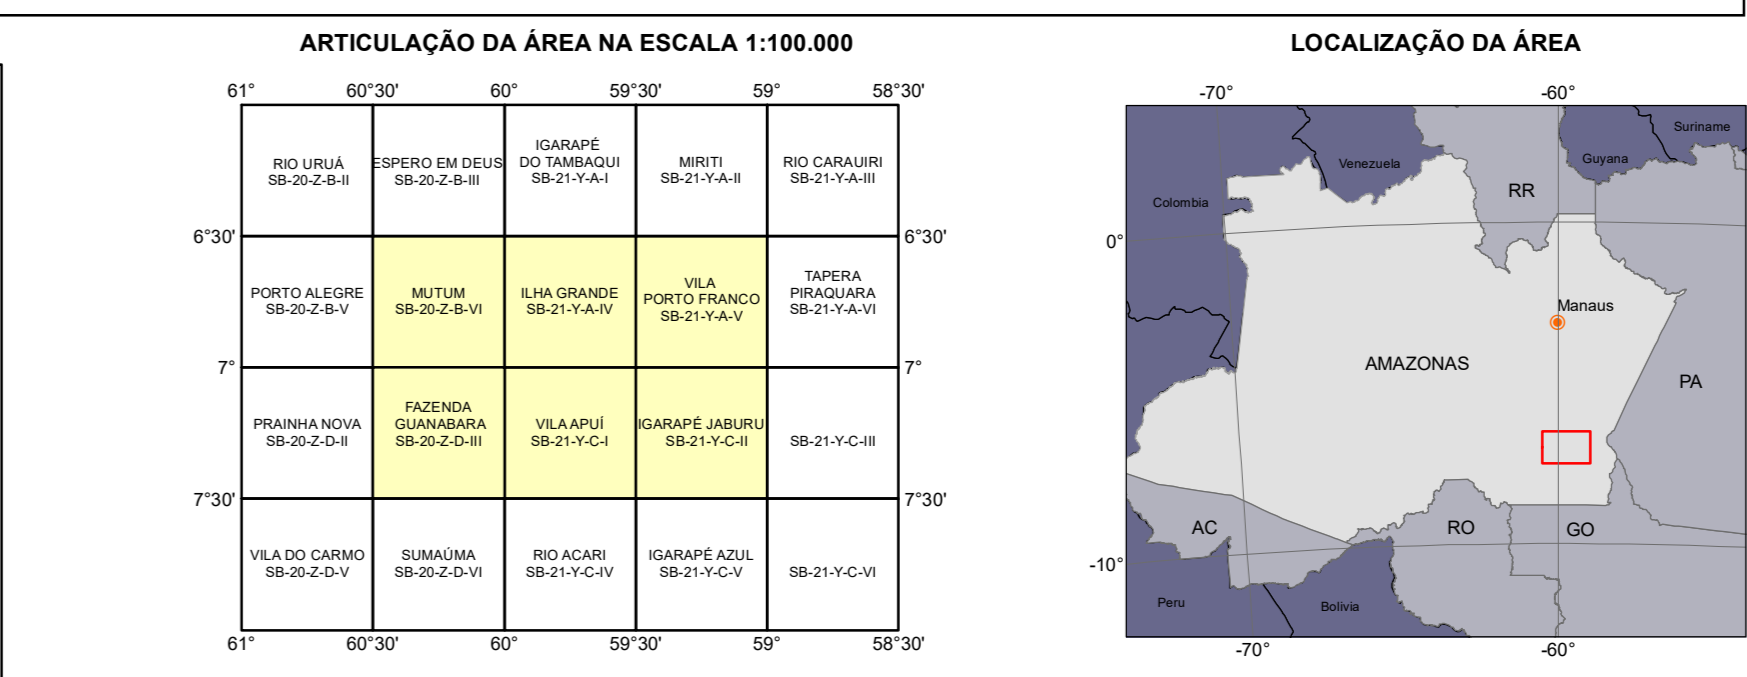 ARTICULAÇÃO DA ÁREA NA ESCALA 1:100.000
61° 60°30' 60° 59°30' 59° 58°30'
RIO URUÁ
SB-20-Z-B-II
ESPERO EM DEUS
SB-20-Z-B-III
IGARAPÉ
DO TAMBAQUI
SB-21-Y-A-I
MIRITI
SB-21-Y-A-II
RIO CARAUIRI
SB-21-Y-A-III
6°30' 6°30'
PORTO ALEGRE
SB-20-Z-B-V
MUTUM
SB-20-Z-B-VI
ILHA GRANDE
SB-21-Y-A-IV
VILA
PORTO FRANCO
SB-21-Y-A-V
TAPERA
PIRAQUARA
SB-21-Y-A-VI
7° 7°
PRAINHA NOVA
SB-20-Z-D-II
FAZENDA
GUANABARA
SB-20-Z-D-III
VILA APUÍ
SB-21-Y-C-I
IGARAPÉ JABURU
SB-21-Y-C-II
SB-21-Y-C-III
7°30' 7°30'
VILA DO CARMO
SB-20-Z-D-V
SUMAÚMA
SB-20-Z-D-VI
RIO ACARI
SB-21-Y-C-IV
IGARAPÉ AZUL
SB-21-Y-C-V
SB-21-Y-C-VI
61° 60°30' 60° 59°30' 59° 58°30'
LOCALIZAÇÃO DA ÁREA
-70° -60°
Suriname
Venezuela
Guyana
RR
Colombia
0°
Manaus
AMAZONAS
PA
AC
RO
GO
-10°
Peru
Bolivia
-70° -60°